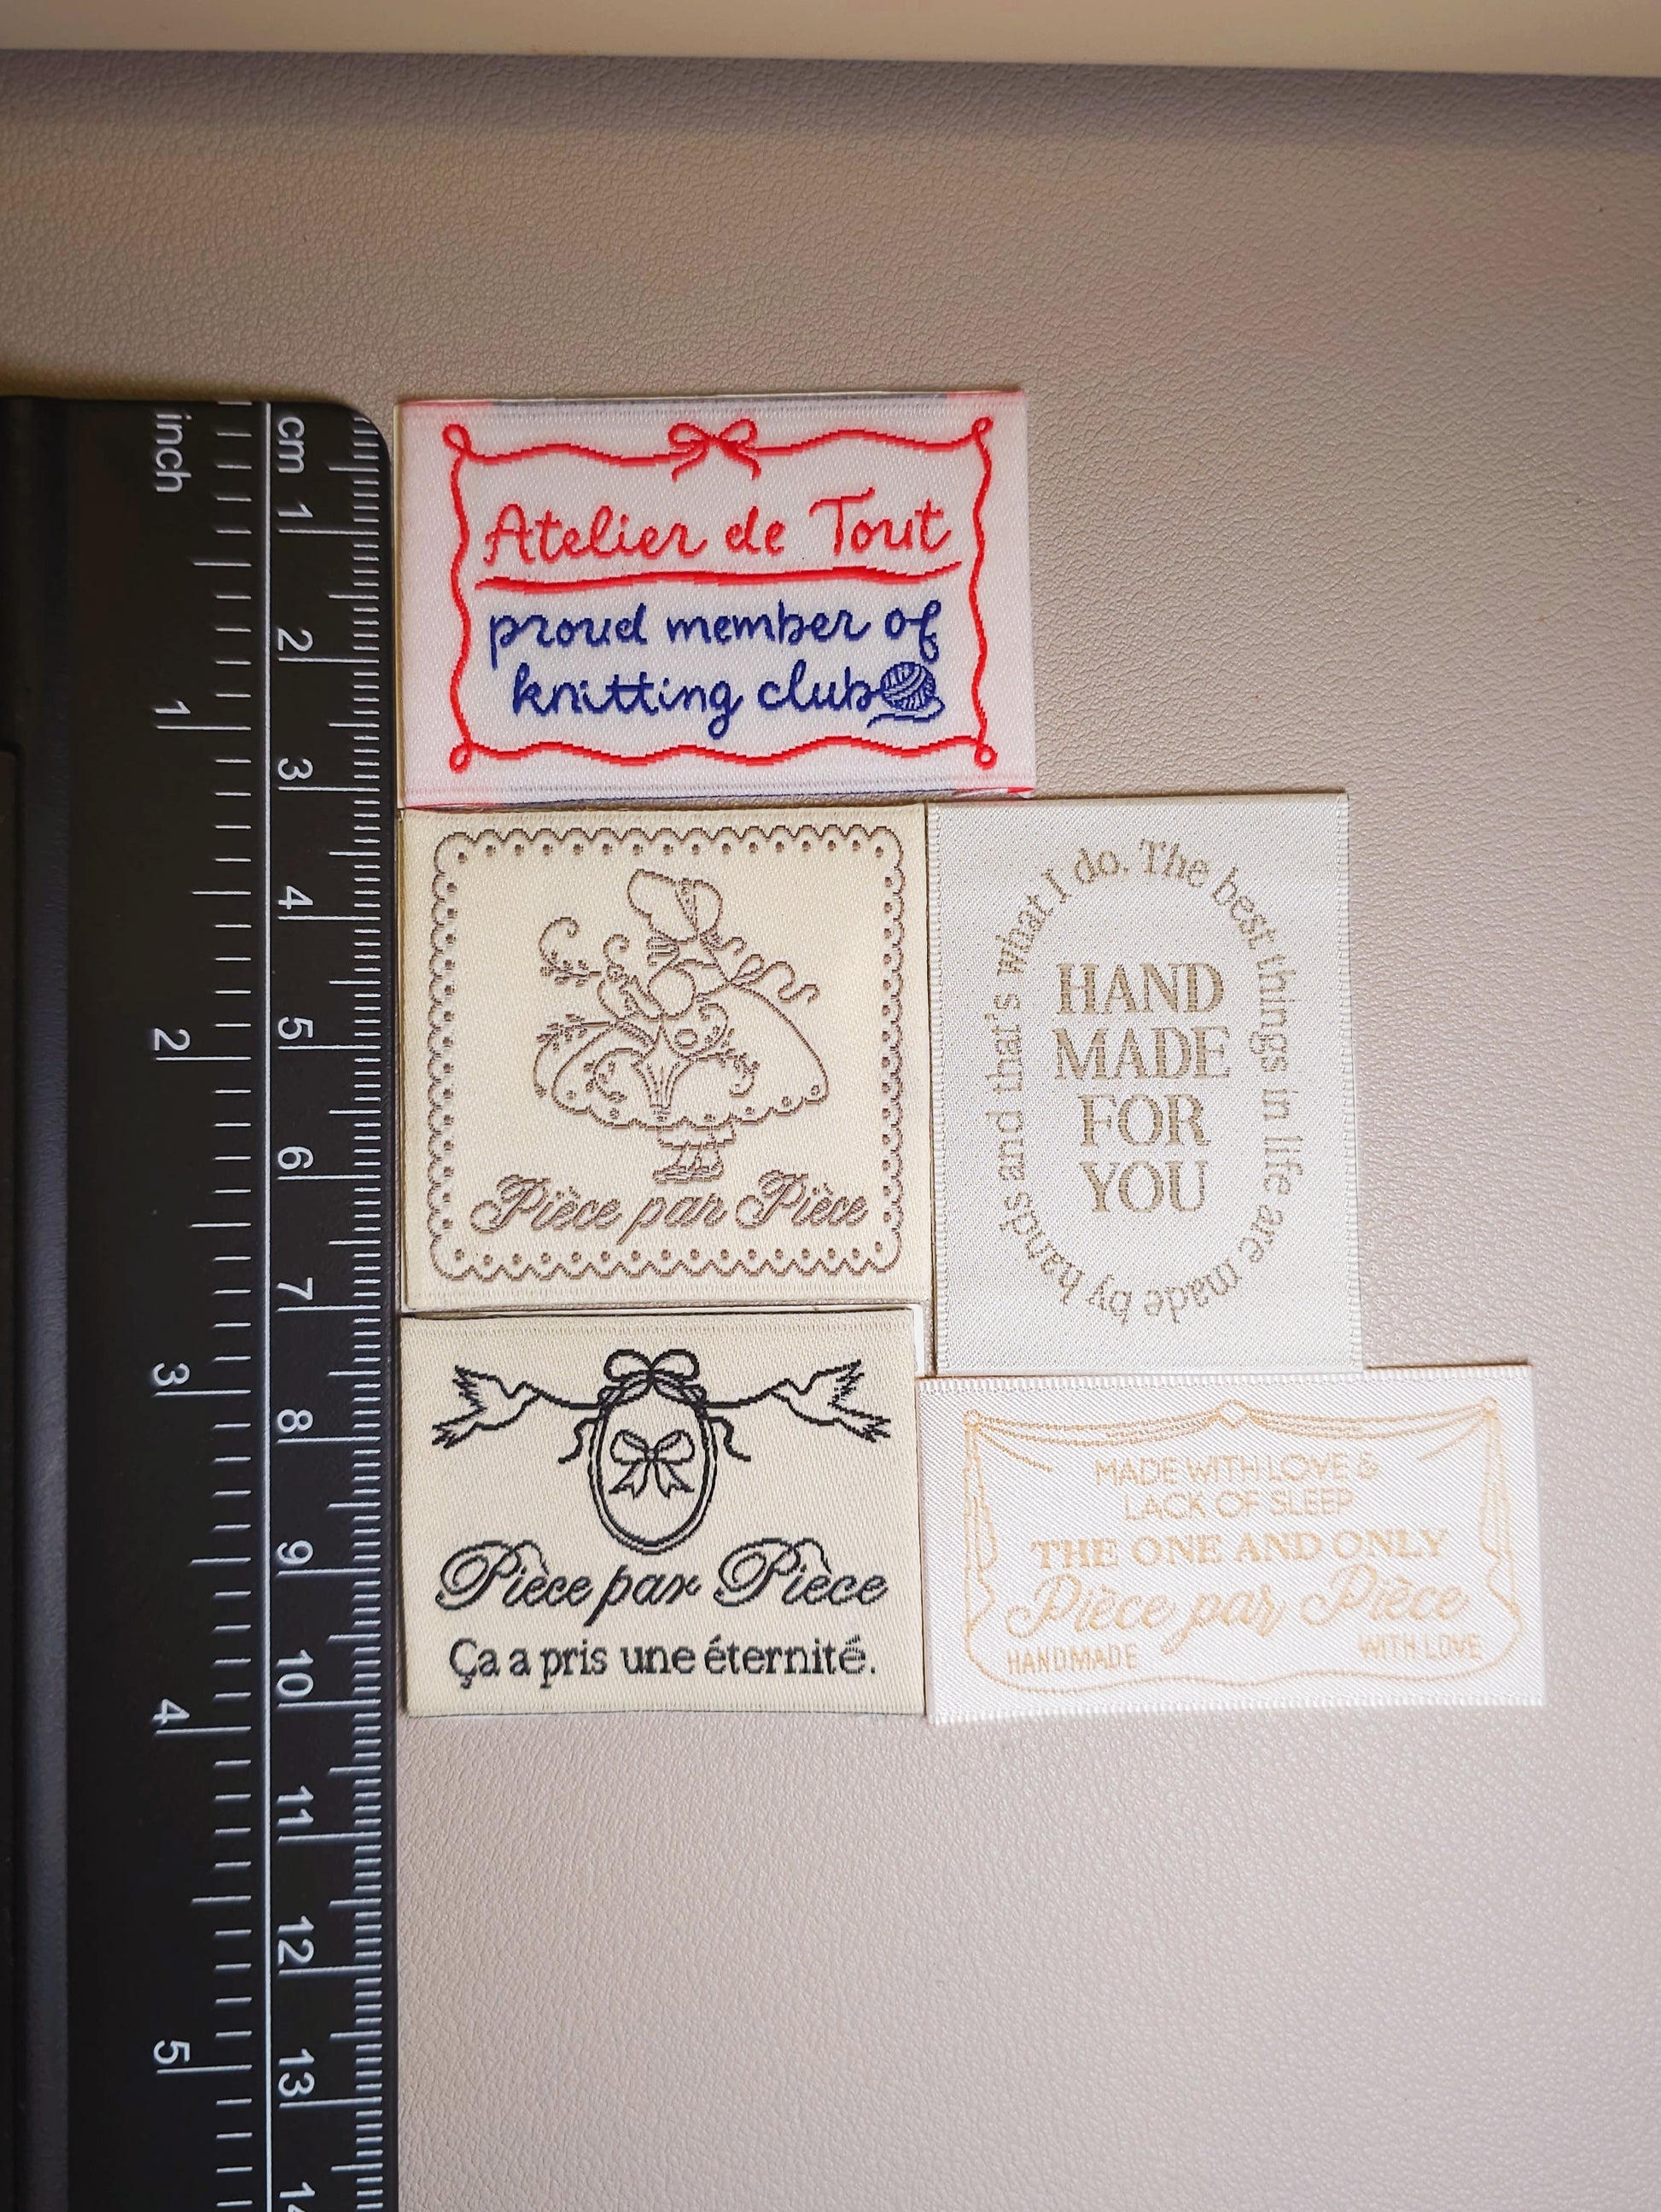 inch
cm
1
2
3
4
5
6
7
8
9
10
11
12
13
14
1
2
3
4
5
Atelier de Tout
proud member of
knitting club
Pièce par Pièce
The best things in life are made by hands and that's what I do.
HAND
MADE
FOR
YOU
Pièce par Pièce
Ça a pris une éternité.
MADE WITH LOVE &
LACK OF SLEEP
THE ONE AND ONLY
Pièce par Pièce
HANDMADE WITH LOVE